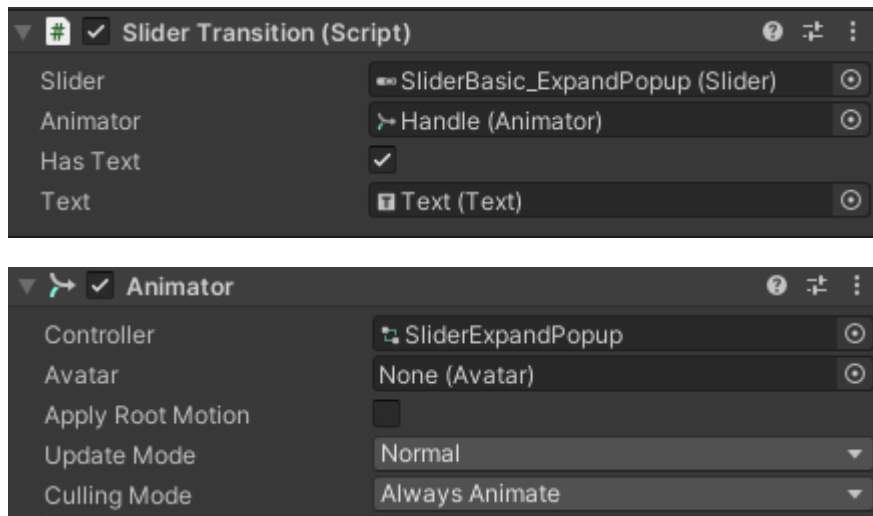 # Slider Transition (Script)
Slider SliderBasic_ExpandPopup (Slider)
Animator Handle (Animator)
Has Text
Text T Text (Text)
Animator
Controller SliderExpandPopup
Avatar None (Avatar)
Apply Root Motion
Update Mode Normal
Culling Mode Always Animate